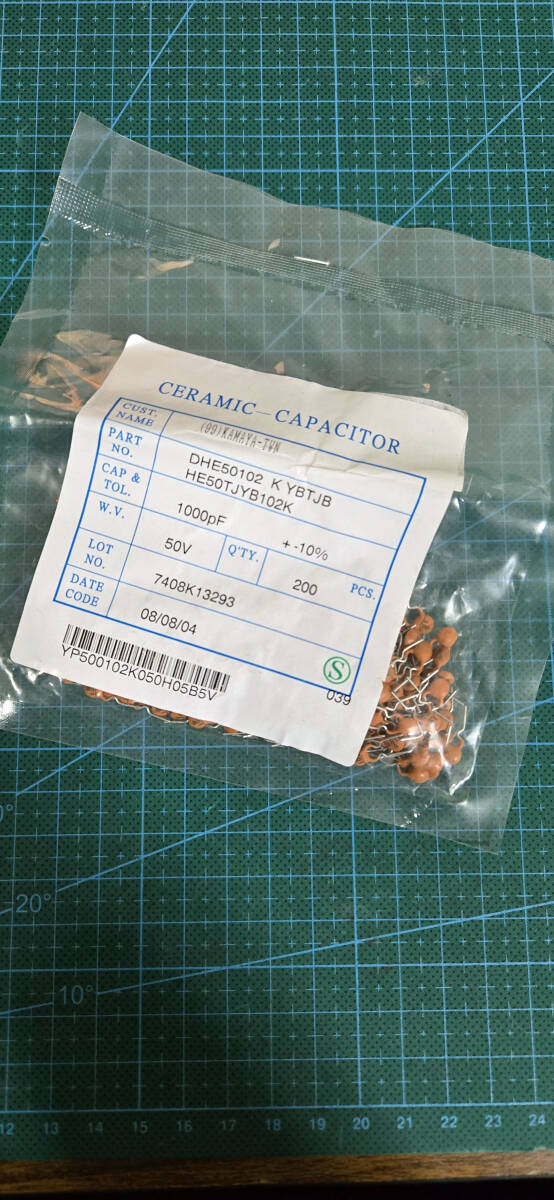 CERAMIC—CAPACITOR
CUST. NAME (99)KAMAYA-TWN
PART NO. DHE50102 K YBTJB
HE50TJYB102K
CAP & TOL. 1000pF +-10%
W.V. 50V Q'TY. 200 PCS.
LOT NO. 7408K13293
DATE CODE 08/08/04
S
YP500102K050H05B5V
039
0°
20°
10°
12 13 14 15 16 17 18 19 20 21 22 23 24